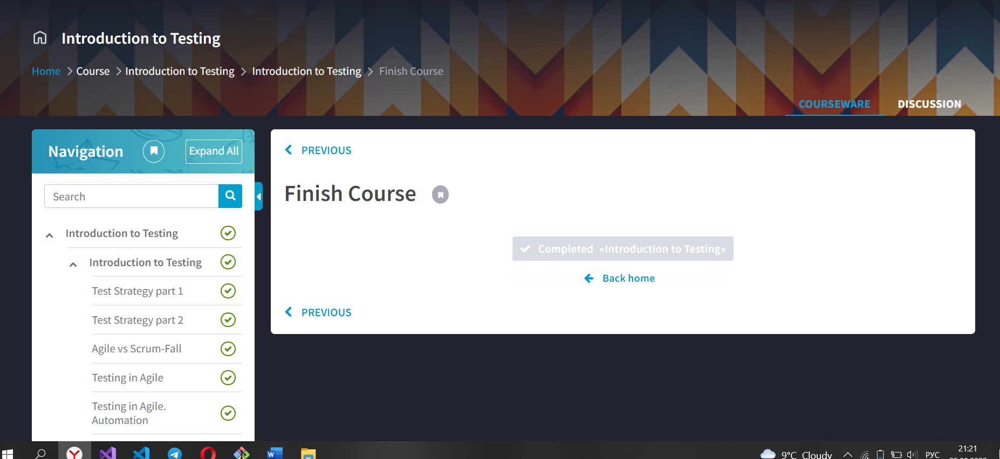 Introduction to Testing
Home > Course > Introduction to Testing > Introduction to Testing > Finish Course
COURSEWARE DISCUSSION
Navigation
Expand All
Search
Introduction to Testing
Introduction to Testing
Test Strategy part 1
Test Strategy part 2
Agile vs Scrum-Fall
Testing in Agile
Testing in Agile.
Automation
PREVIOUS
Finish Course
Completed «Introduction to Testing»
Back home
PREVIOUS
9°C Cloudy
РУС
21:21